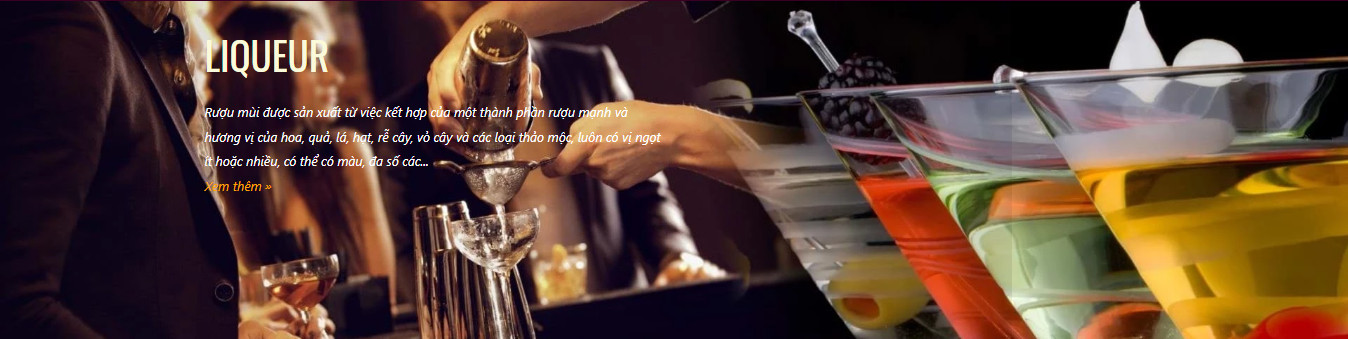 LIQUEUR
Rượu mùi được sản xuất từ việc kết hợp của một thành phần rượu mạnh và
hương vị của hoa, quả, lá, hạt, rễ cây, vỏ cây và các loại thảo mộc, luôn có vị ngọt
ít hoặc nhiều, có thể có màu, đa số các...
Xem thêm »